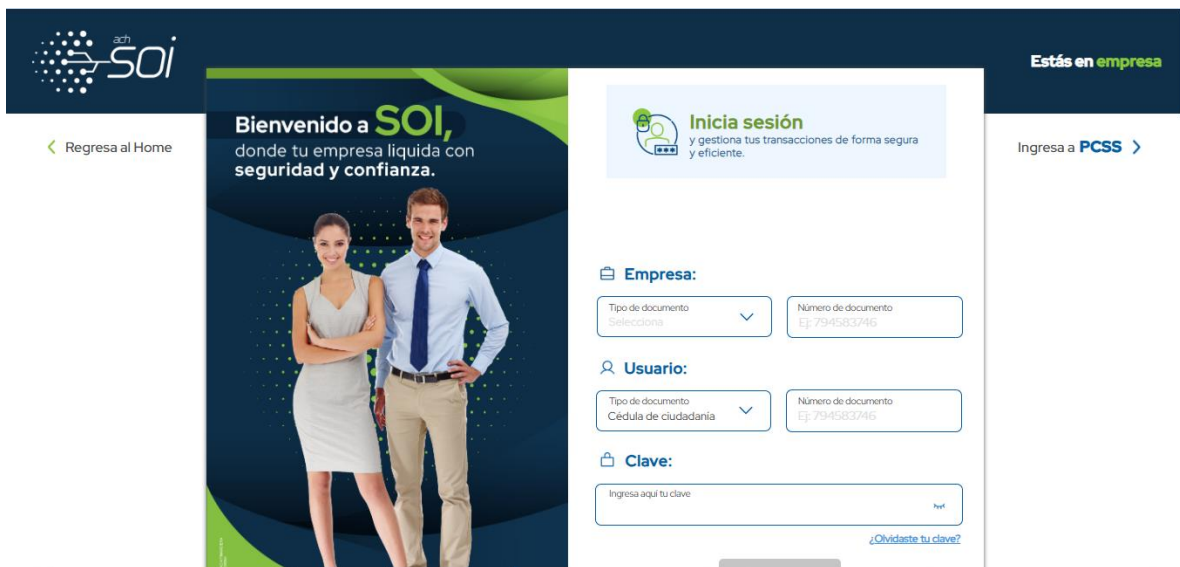 ach
SOI
Estás en empresa
Regresa al Home
Ingresa a PCSS
Bienvenido a SOI,
donde tu empresa liquida con
seguridad y confianza.
Inicia sesión
y gestiona tus transacciones de forma segura
y eficiente.
Empresa:
Tipo de documento
Selecciona
Número de documento
Ej: 794583746
Usuario:
Tipo de documento
Cédula de ciudadanía
Número de documento
Ej: 794583746
Clave:
Ingresa aquí tu clave
¿Olvidaste tu clave?